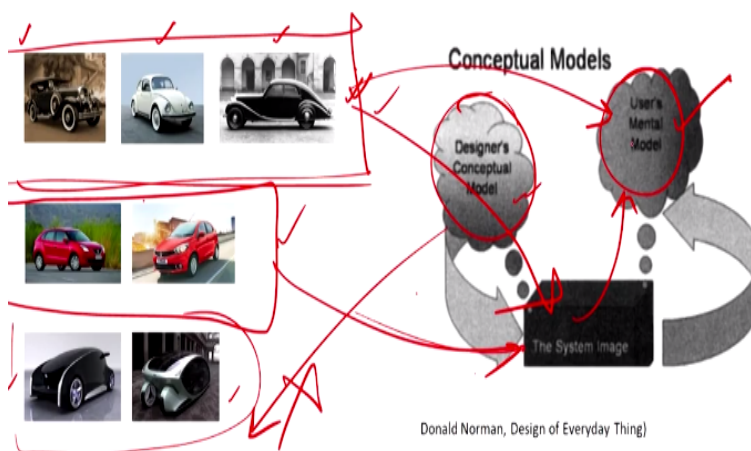 Conceptual Models
Designer's
Conceptual
Model
User's
Mental
Model
The System Image
Donald Norman, Design of Everyday Thing)